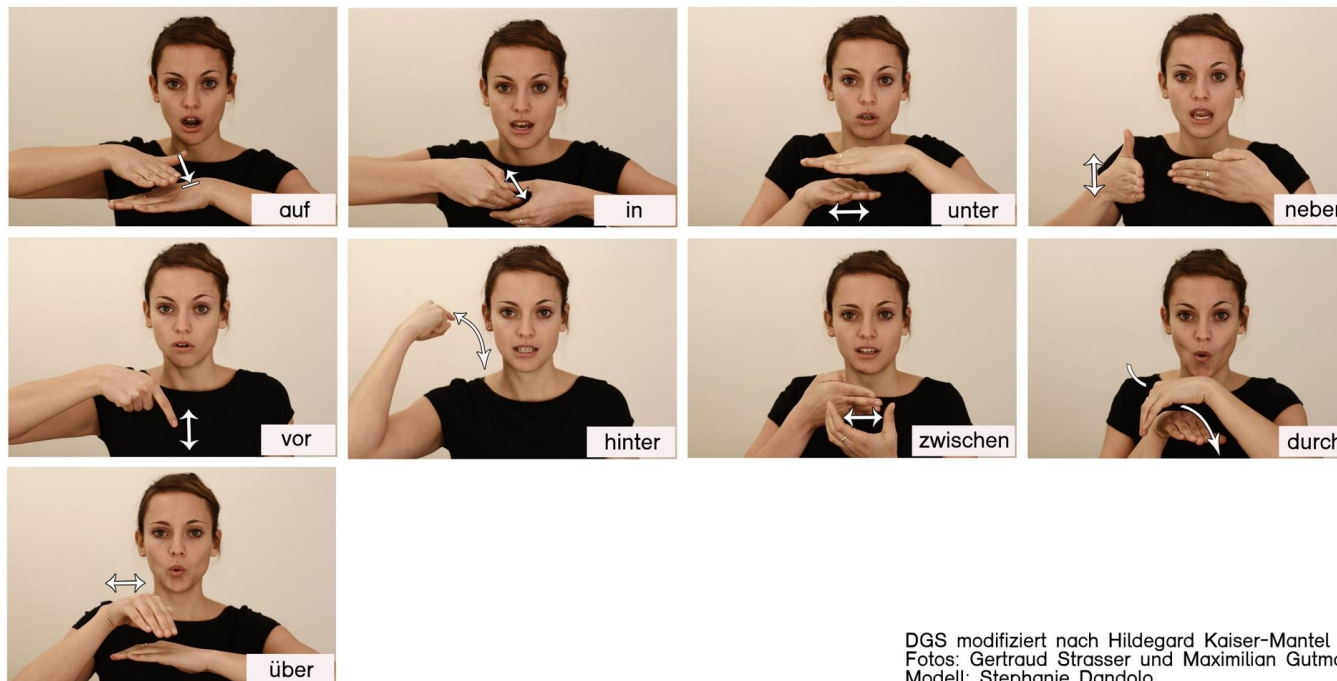 auf
in
unter
neben
vor
hinter
zwischen
durch
über
DGS modifiziert nach Hildegard Kaiser-Mantel
Fotos: Gertraud Strasser und Maximilian
Modell: Stephanie Dandolo